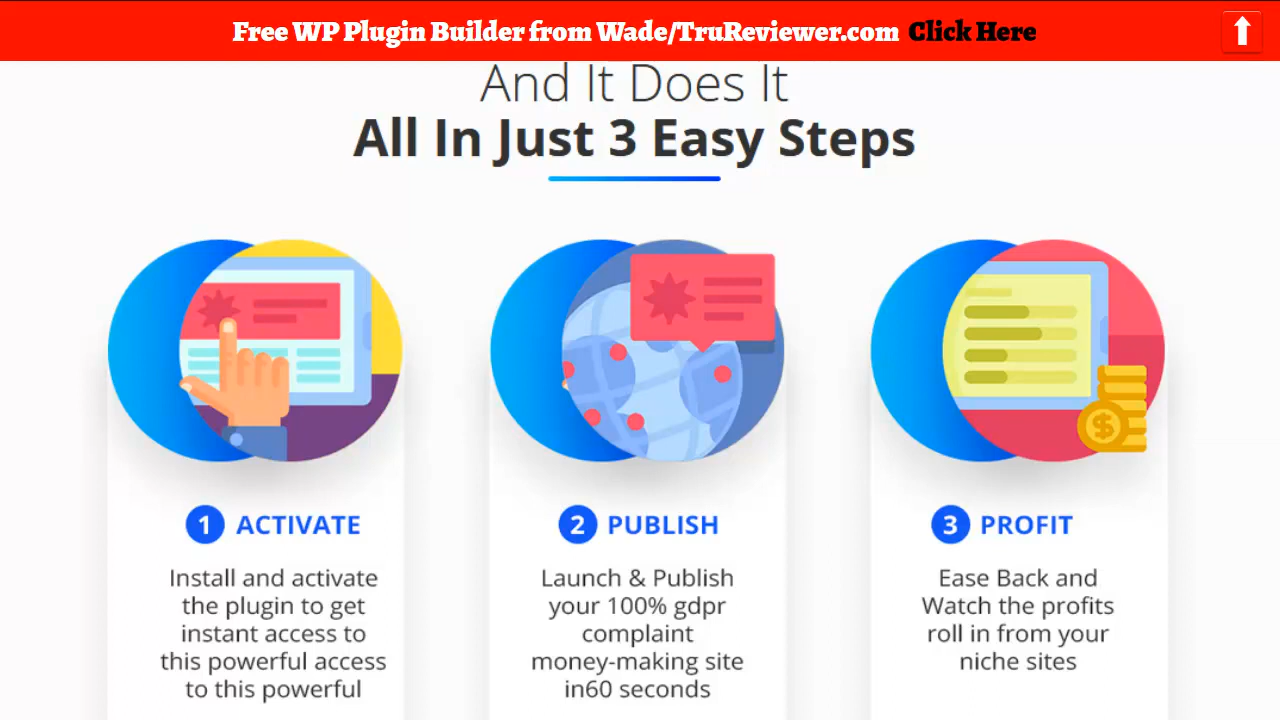 Free WP Plugin Builder from Wade/TruReviewer.com Click Here
And It Does It
All In Just 3 Easy Steps
1 ACTIVATE
Install and activate
the plugin to get
instant access to
this powerful access
to this powerful
2 PUBLISH
Launch & Publish
your 100% gdpr
complaint
money-making site
in60 seconds
3 PROFIT
Ease Back and
Watch the profits
roll in from your
niche sites